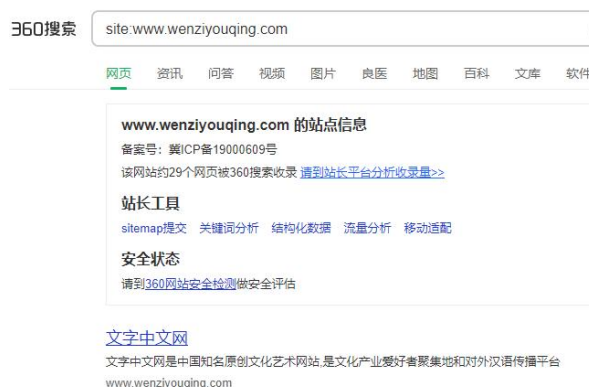 360搜索 site:www.wenziyouqing.com
网页 资讯 问答 视频 图片 良医 地图 百科 文库 软件
www.wenziyouqing.com 的站点信息
备案号：冀ICP备19000609号
该网站约29个网页被360搜索收录 请到站长平台分析收录量>>
站长工具
sitemap提交 关键词分析 结构化数据 流量分析 移动适配
安全状态
请到360网站安全检测做安全评估
文字中文网
文字中文网是中国知名原创文化艺术网站,是文化产业爱好者聚集地和对外汉语传播平台
www.wenziyouqing.com